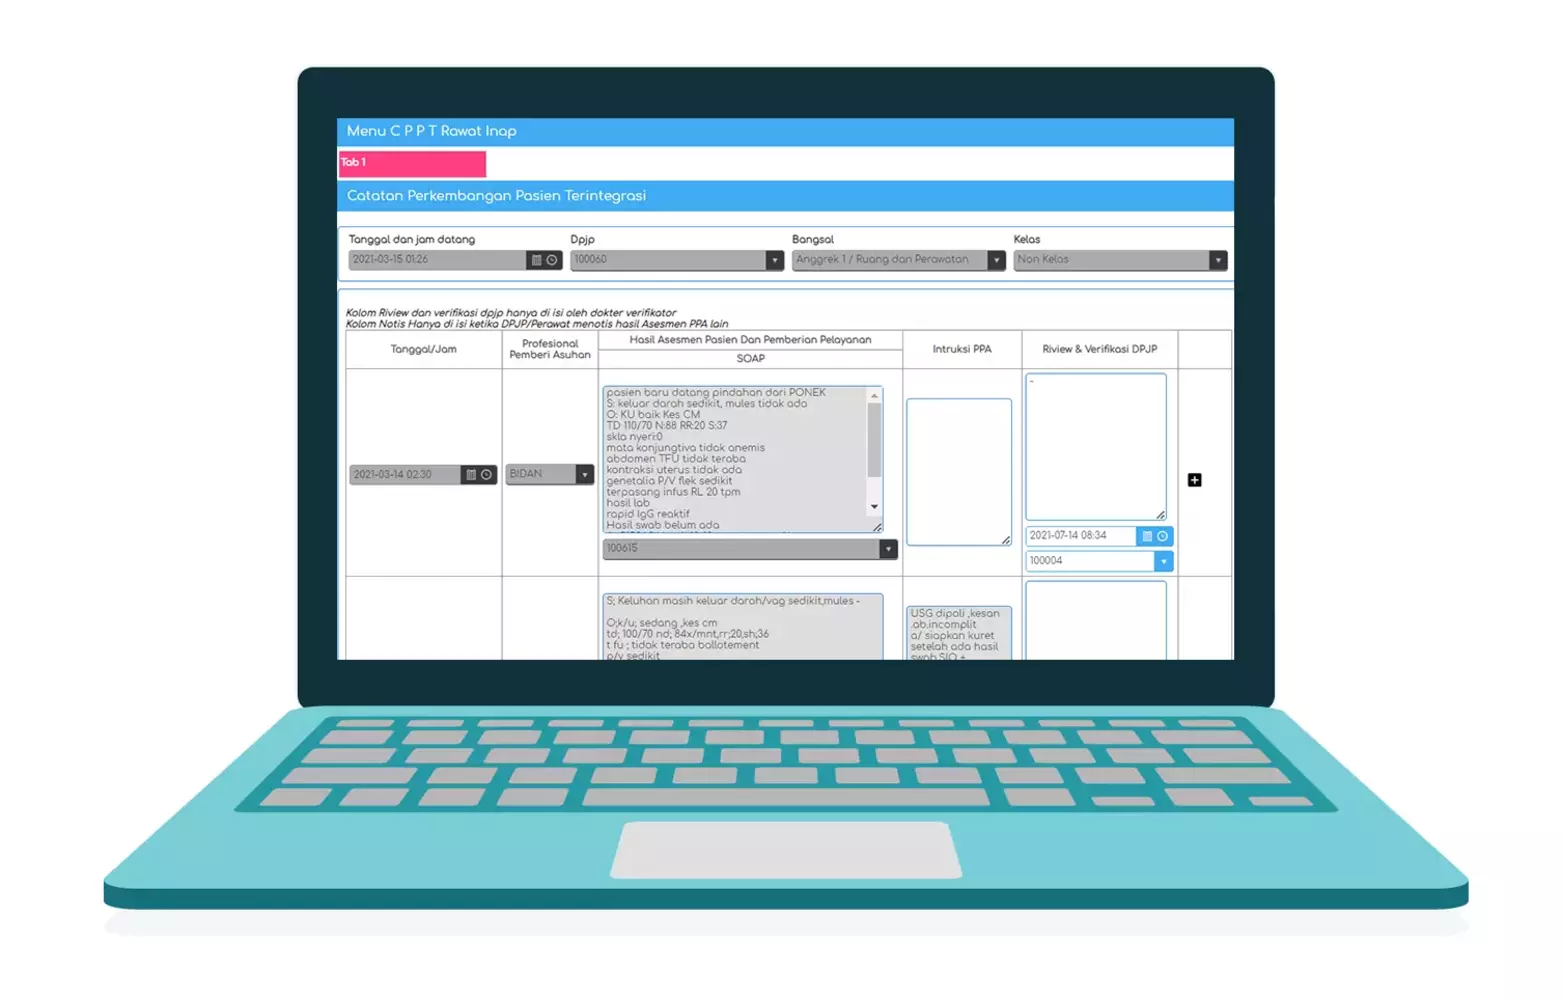 Menu C P P T Rawat Inap
Tab 1
Catatan Perkembangan Pasien Terintegrasi
Tanggal dan jam datang
2021-03-15 01:26
Dpjp
100060
Bangsal
Anggrek 1 / Ruang dan Perawatan
Kelas
Non Kelas
Kolom Riview dan verifikasi dpjp hanya di isi oleh dokter verifikator
Kolom Notis Hanya di isi ketika DPJP/Perawat menotis hasil Asesmen PPA lain
Tanggal/Jam
Profesional
Pemberi Asuhan
Hasil Asesmen Pasien Dan Pemberian Pelayanan
SOAP
Intruksi PPA
Riview & Verifikasi DPJP
2021-03-14 02:30
BIDAN
pasien baru datang pindahan dari PONEK
S: keluar darah sedikit, mules tidak ada
O: KU baik Kes CM
TD 110/70 N:88 RR:20 S:37
skla nyeri:0
mata konjungtiva tidak anemis
abdomen TFU tidak teraba
kontraksi uterus tidak ada
genetalia P/V flek sedikit
terpasang infus RL 20 tpm
hasil lab
rapid IgG reaktif
Hasil swab belum ada
100615
-
2021-07-14 08:34
100004
S; Keluhan masih keluar darah/vag sedikit,mules -
O;k/u; sedang ,kes cm
td; 100/70 nd; 84x/mnt,rr;20,sh;36
t fu ; tidak teraba ballotement
p/v sedikit
USG dipoli ,kesan
.ab.incomplit
a/ siapkan kuret
setelah ada hasil
swab SIO +